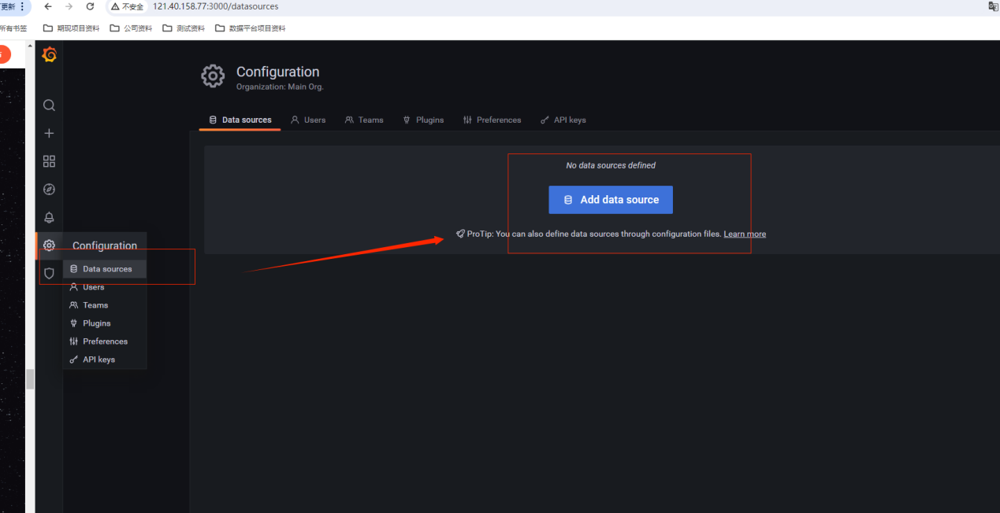 更新
不安全 121.40.158.77:3000/datasources
所有书签 期现项目资料 公司资料 测试资料 数据平台项目资料
Configuration
Organization: Main Org.
Data sources Users Teams Plugins Preferences API keys
No data sources defined
Add data source
ProTip: You can also define data sources through configuration files. Learn more
Configuration
Data sources
Users
Teams
Plugins
Preferences
API keys